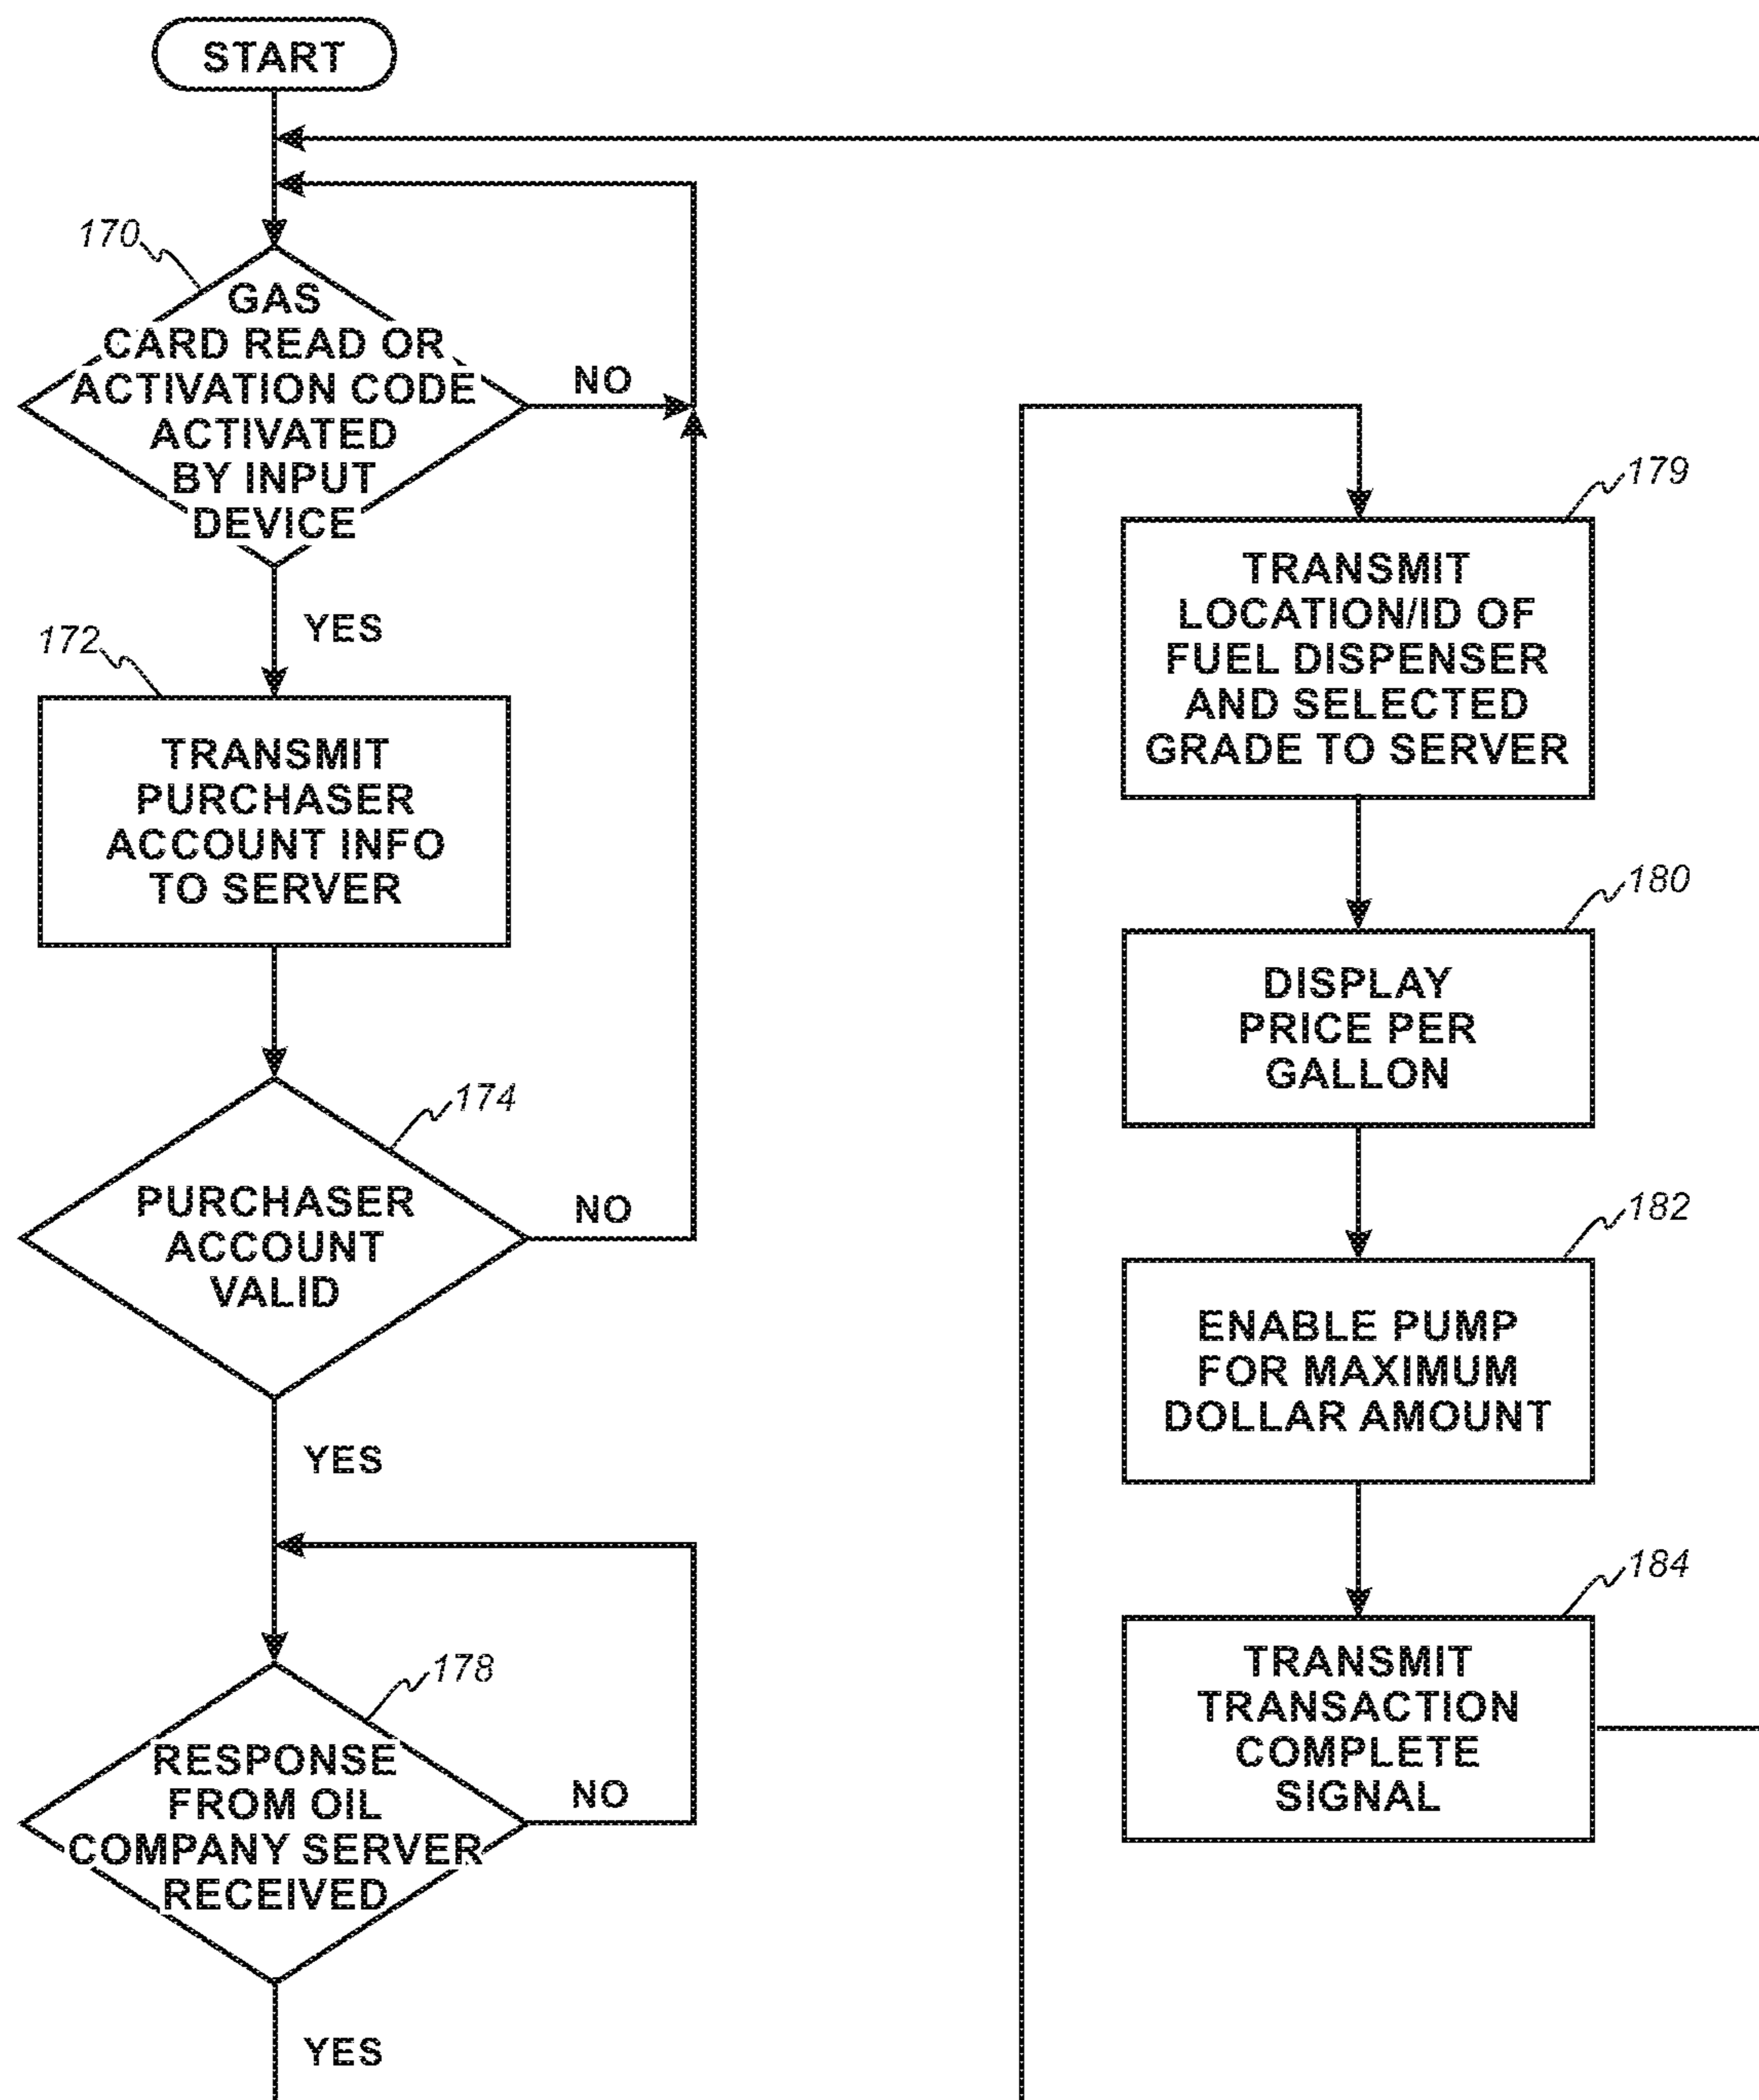 START
170
GAS
CARD READ OR
ACTIVATION CODE
ACTIVATED
BY INPUT
DEVICE
NO
YES
172
TRANSMIT
PURCHASER
ACCOUNT INFO
TO SERVER
174
PURCHASER
ACCOUNT
VALID
NO
YES
178
RESPONSE
FROM OIL
COMPANY SERVER
RECEIVED
NO
YES
179
TRANSMIT
LOCATION/ID OF
FUEL DISPENSER
AND SELECTED
GRADE TO SERVER
180
DISPLAY
PRICE PER
GALLON
182
ENABLE PUMP
FOR MAXIMUM
DOLLAR AMOUNT
184
TRANSMIT
TRANSACTION
COMPLETE
SIGNAL